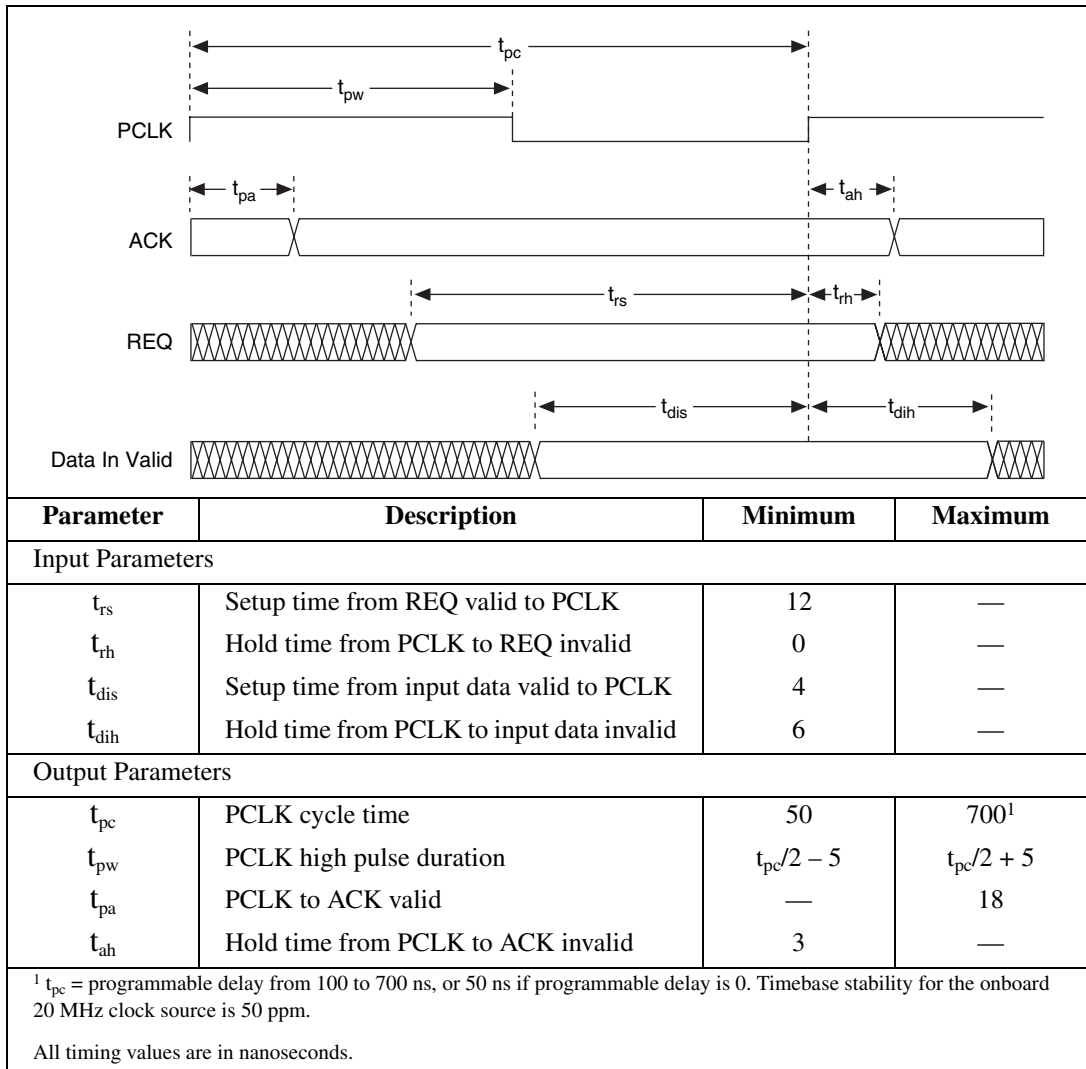 t_pc
t_pw
PCLK
t_pa
t_ah
ACK
t_rs
t_rh
REQ
t_dis
t_dih
Data In Valid
Parameter Description Minimum Maximum
Input Parameters
t_rs Setup time from REQ valid to PCLK 12 —
t_rh Hold time from PCLK to REQ invalid 0 —
t_dis Setup time from input data valid to PCLK 4 —
t_dih Hold time from PCLK to input data invalid 6 —
Output Parameters
t_pc PCLK cycle time 50 700¹
t_pw PCLK high pulse duration t_pc/2 – 5 t_pc/2 + 5
t_pa PCLK to ACK valid — 18
t_ah Hold time from PCLK to ACK invalid 3 —
¹ t_pc = programmable delay from 100 to 700 ns, or 50 ns if programmable delay is 0. Timebase stability for the onboard
20 MHz clock source is 50 ppm.
All timing values are in nanoseconds.